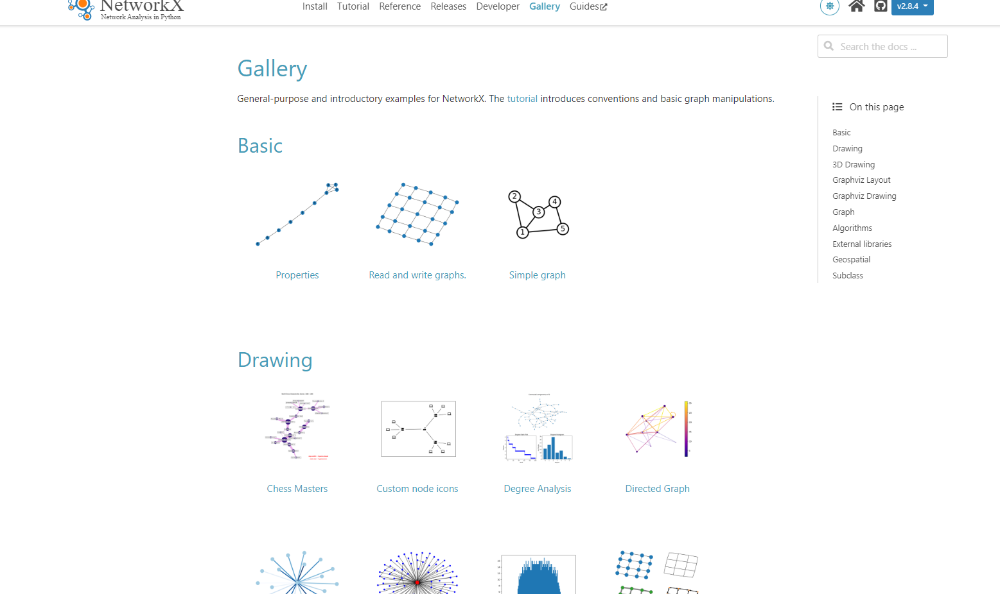 NetworkX
Network Analysis in Python
Install Tutorial Reference Releases Developer Gallery Guides
v2.8.4
Search the docs ...
Gallery
General-purpose and introductory examples for NetworkX. The tutorial introduces conventions and basic graph manipulations.
On this page
Basic
Drawing
3D Drawing
Graphviz Layout
Graphviz Drawing
Graph
Algorithms
External libraries
Geospatial
Subclass
Basic
2
4
3
1
5
Properties
Read and write graphs.
Simple graph
Drawing
Chess Masters
Custom node icons
Degree Analysis
Directed Graph